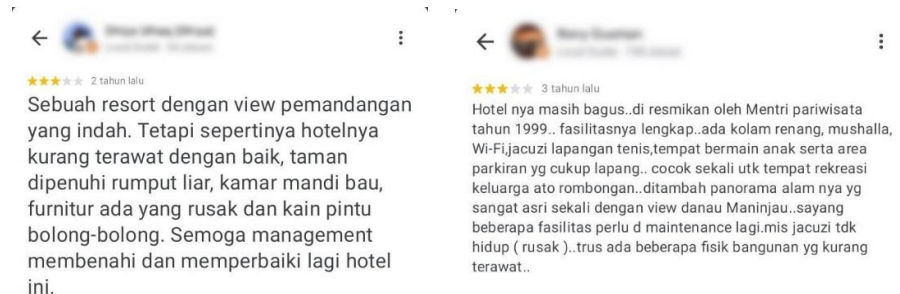 2 tahun lalu
Sebuah resort dengan view pemandangan
yang indah. Tetapi sepertinya hotelnya
kurang terawat dengan baik, taman
dipenuhi rumput liar, kamar mandi bau,
furnitur ada yang rusak dan kain pintu
bolong-bolong. Semoga management
membenahi dan memperbaiki lagi hotel
ini.
3 tahun lalu
Hotel nya masih bagus..di resmikan oleh Mentri pariwisata
tahun 1999.. fasilitasnya lengkap..ada kolam renang, mushalla,
Wi-Fi,jacuzi lapangan tenis,tempat bermain anak serta area
parkiran yg cukup lapang.. cocok sekali utk tempat rekreasi
keluarga ato rombongan..ditambah panorama alam nya yg
sangat asri sekali dengan view danau Maninjau..sayang
beberapa fasilitas perlu d maintenance lagi.mis jacuzi tdk
hidup ( rusak )..trus ada beberapa fisik bangunan yg kurang
terawat..